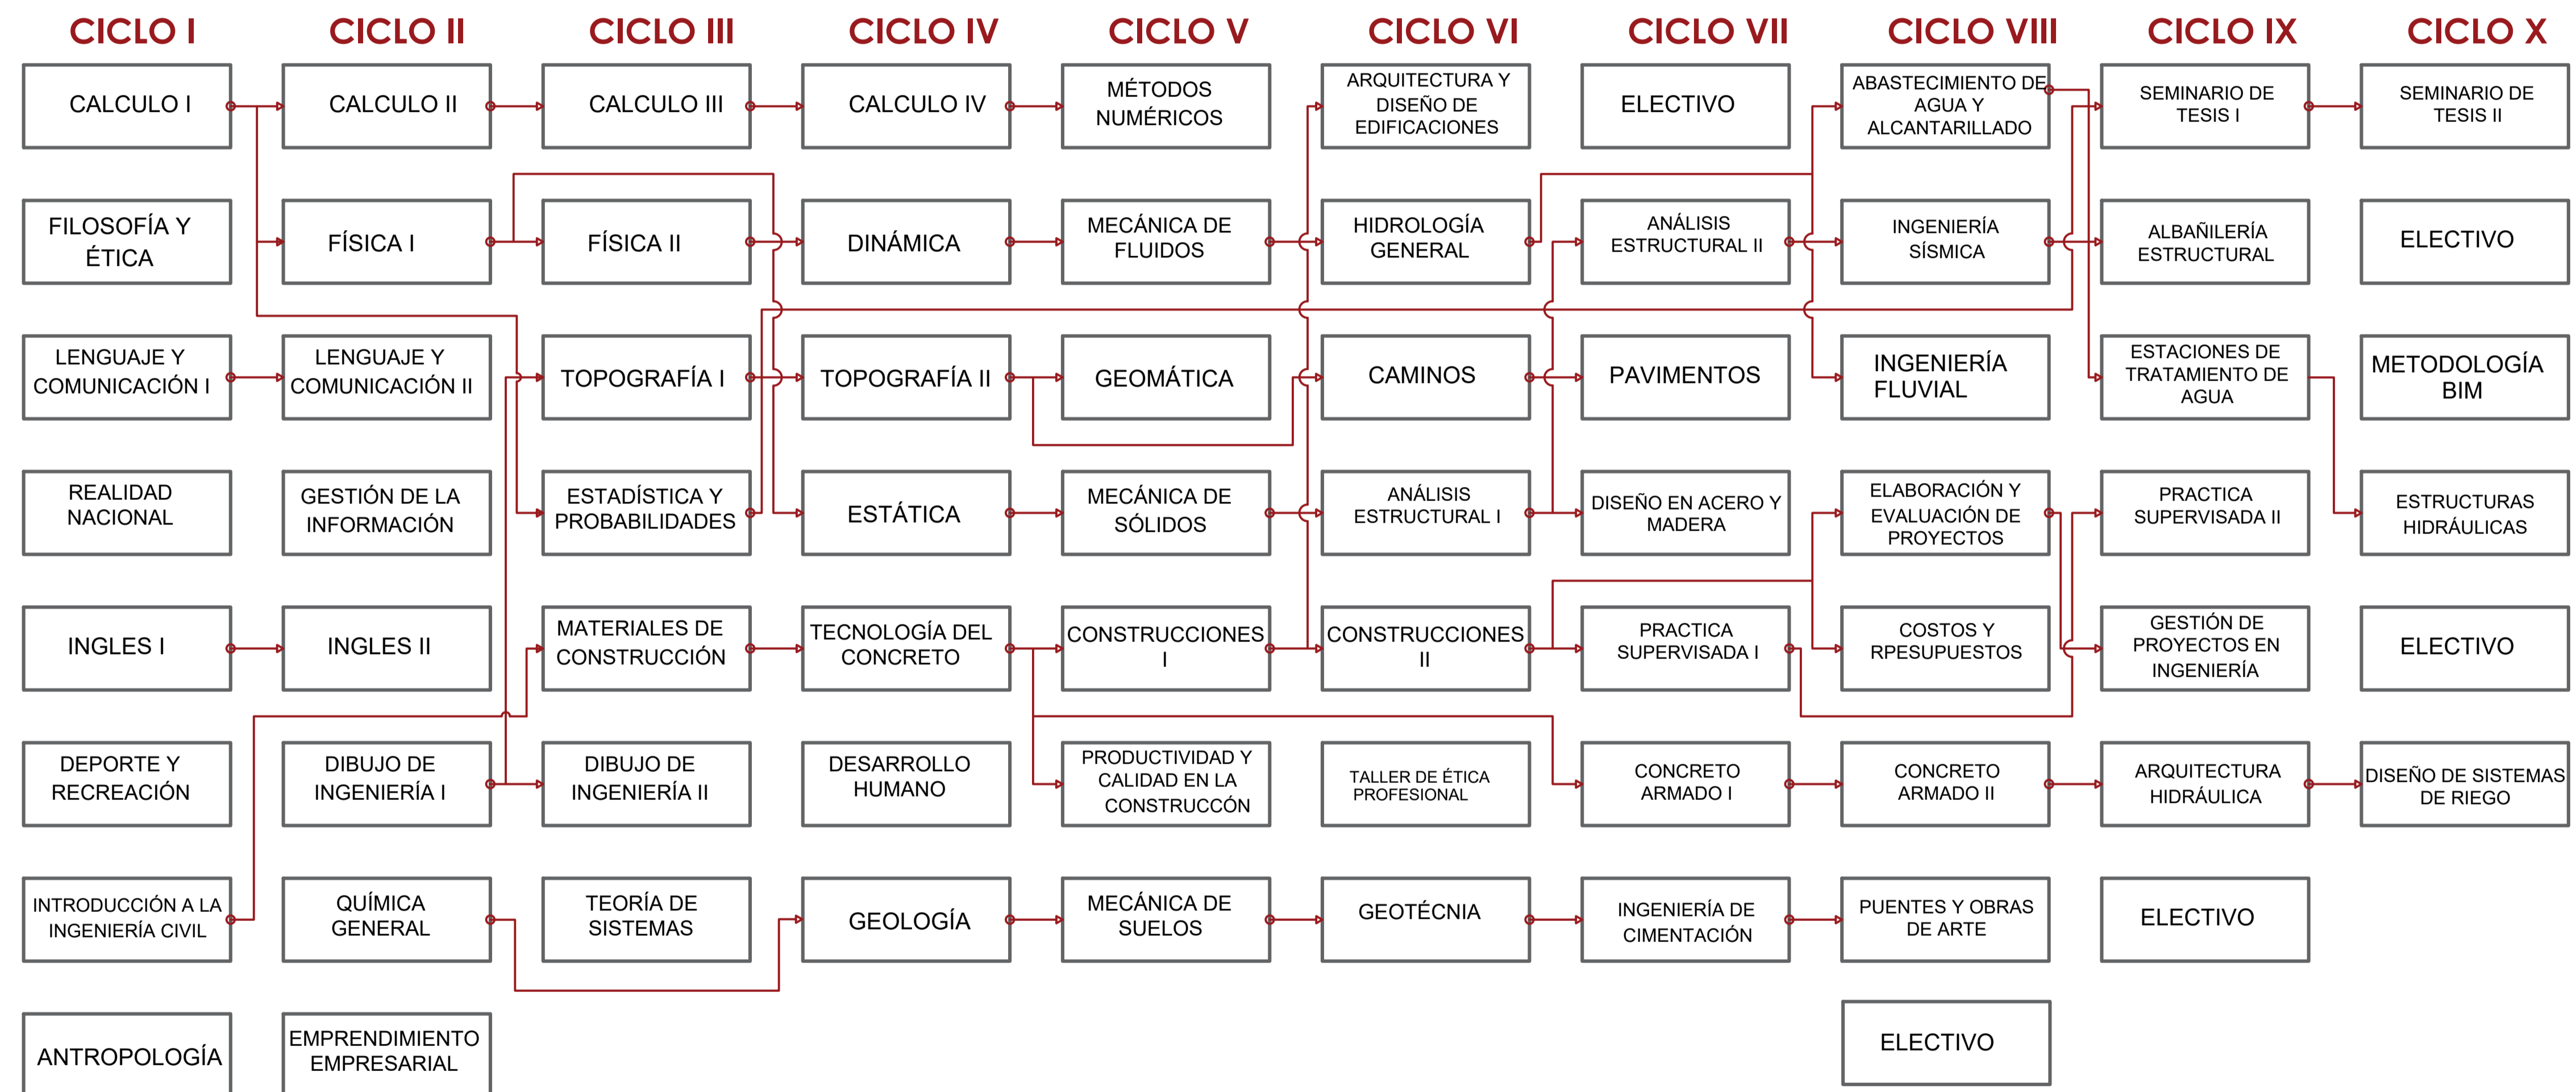 CICLO I
CICLO II
CICLO III
CICLO IV
CICLO V
CICLO VI
CICLO VII
CICLO VIII
CICLO IX
CICLO X
CALCULO I
CALCULO II
CALCULO III
CALCULO IV
MÉTODOS
NUMÉRICOS
ARQUITECTURA Y
DISEÑO DE
EDIFICACIONES
ELECTIVO
ABASTECIMIENTO DE
AGUA Y
ALCANTARILLADO
SEMINARIO DE
TESIS I
SEMINARIO DE
TESIS II
FILOSOFÍA Y
ÉTICA
FÍSICA I
FÍSICA II
DINÁMICA
MECÁNICA DE
FLUIDOS
HIDROLOGÍA
GENERAL
ANÁLISIS
ESTRUCTURAL II
INGENIERÍA
SÍSMICA
ALBAÑILERÍA
ESTRUCTURAL
ELECTIVO
LENGUAJE Y
COMUNICACIÓN I
LENGUAJE Y
COMUNICACIÓN II
TOPOGRAFÍA I
TOPOGRAFÍA II
GEOMÁTICA
CAMINOS
PAVIMENTOS
INGENIERÍA
FLUVIAL
ESTACIONES DE
TRATAMIENTO DE
AGUA
METODOLOGÍA
BIM
REALIDAD
NACIONAL
GESTIÓN DE LA
INFORMACIÓN
ESTADÍSTICA Y
PROBABILIDADES
ESTÁTICA
MECÁNICA DE
SÓLIDOS
ANÁLISIS
ESTRUCTURAL I
DISEÑO EN ACERO Y
MADERA
ELABORACIÓN Y
EVALUACIÓN DE
PROYECTOS
PRACTICA
SUPERVISADA II
ESTRUCTURAS
HIDRÁULICAS
INGLES I
INGLES II
MATERIALES DE
CONSTRUCCIÓN
TECNOLOGÍA DEL
CONCRETO
CONSTRUCCIONES
I
CONSTRUCCIONES
II
PRACTICA
SUPERVISADA I
COSTOS Y
RPESUPUESTOS
GESTIÓN DE
PROYECTOS EN
INGENIERÍA
ELECTIVO
DEPORTE Y
RECREACIÓN
DIBUJO DE
INGENIERÍA I
DIBUJO DE
INGENIERÍA II
DESARROLLO
HUMANO
PRODUCTIVIDAD Y
CALIDAD EN LA
CONSTRUCCÓN
TALLER DE ÉTICA
PROFESIONAL
CONCRETO
ARMADO I
CONCRETO
ARMADO II
ARQUITECTURA
HIDRÁULICA
DISEÑO DE SISTEMAS
DE RIEGO
INTRODUCCIÓN A LA
INGENIERÍA CIVIL
QUÍMICA
GENERAL
TEORÍA DE
SISTEMAS
GEOLOGÍA
MECÁNICA DE
SUELOS
GEOTÉCNIA
INGENIERÍA DE
CIMENTACIÓN
PUENTES Y OBRAS
DE ARTE
ELECTIVO
ANTROPOLOGÍA
EMPRENDIMIENTO
EMPRESARIAL
ELECTIVO